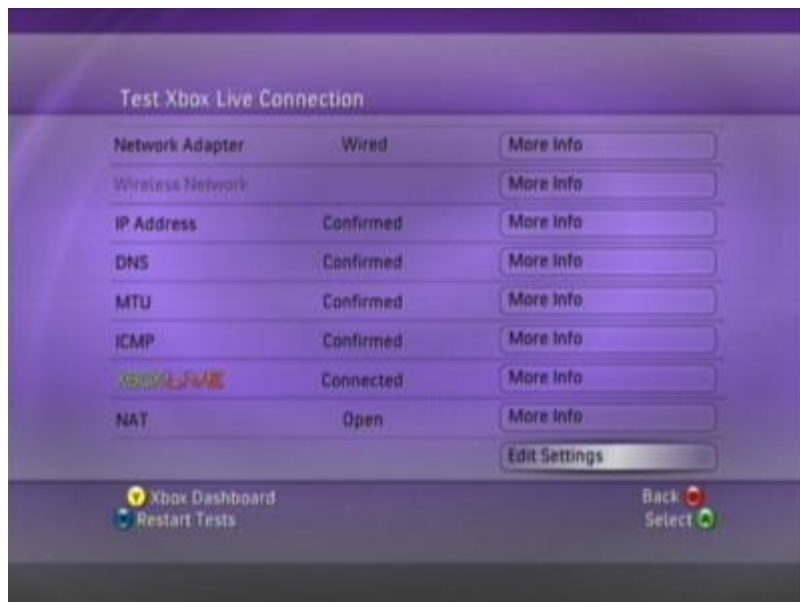 Test Xbox Live Connection
Network Adapter Wired More Info
Wireless Network More Info
IP Address Confirmed More Info
DNS Confirmed More Info
MTU Confirmed More Info
ICMP Confirmed More Info
XBOX LIVE Connected More Info
NAT Open More Info
Edit Settings
Y Xbox Dashboard Back
Restart Tests Select A